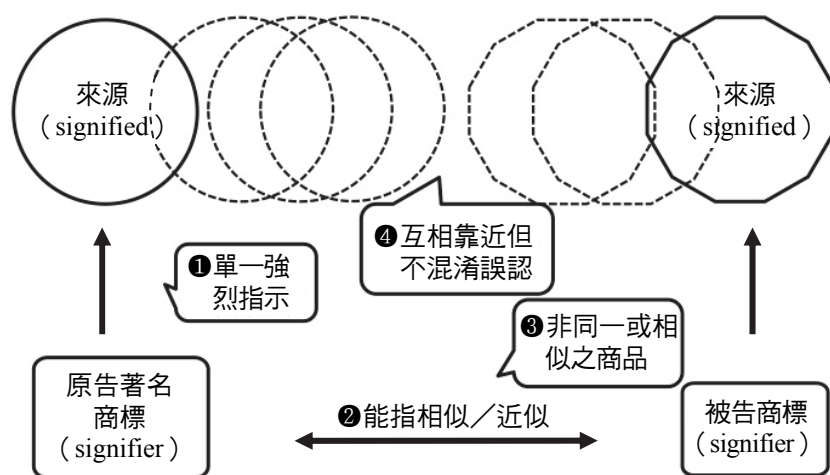 來源
（signified）
來源
（signified）
❹互相靠近但
不混淆誤認
❶單一強
烈指示
❸非同一或相
似之商品
原告著名
商標
（signifier）
❷能指相似／近似
被告商標
（signifier）